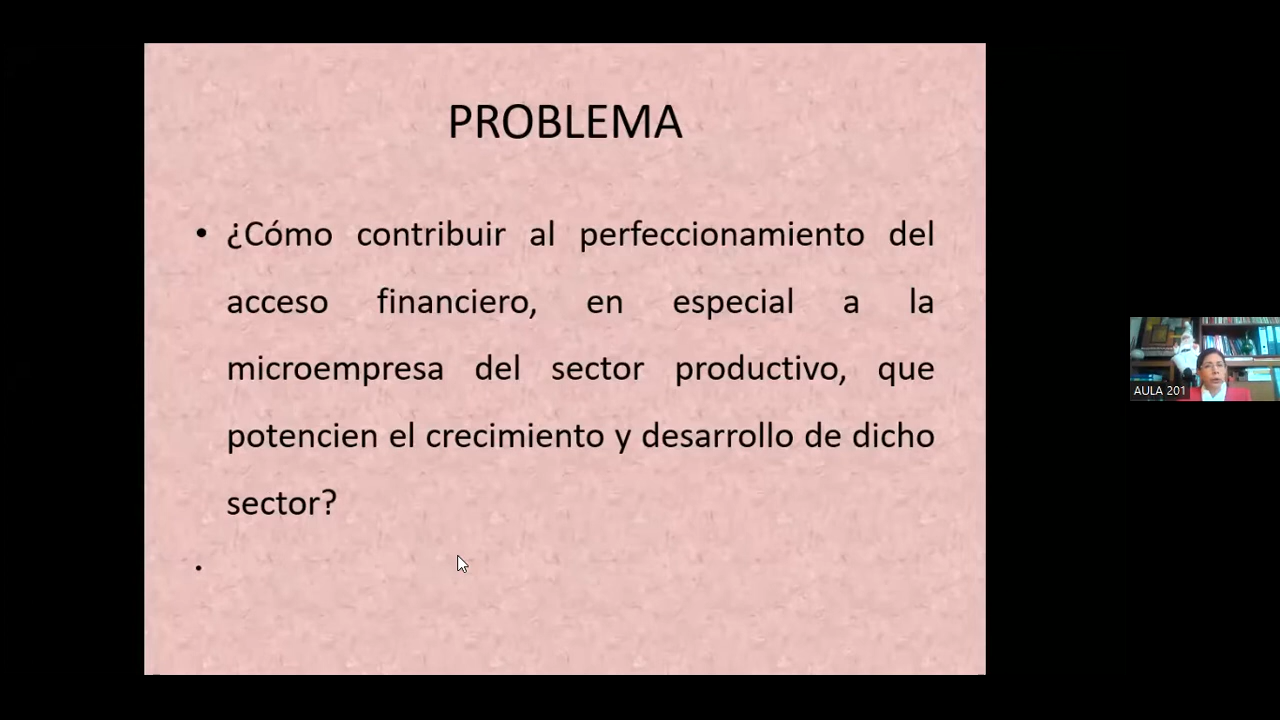 PROBLEMA
• ¿Cómo contribuir al perfeccionamiento del
acceso financiero, en especial a la
microempresa del sector productivo, que
potencien el crecimiento y desarrollo de dicho
sector?
•
AULA 201